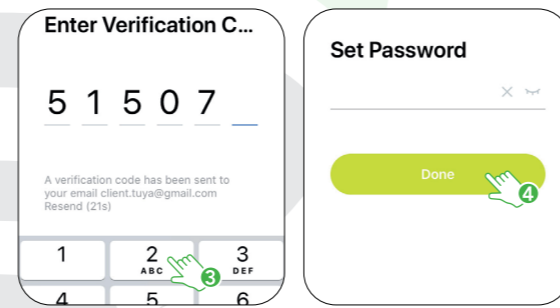 Enter Verification C...
5 1 5 0 7
A verification code has been sent to
your email client.tuya@gmail.com
Resend (21s)
1 2 3
ABC DEF
3
4 5 6
Set Password
Done
4